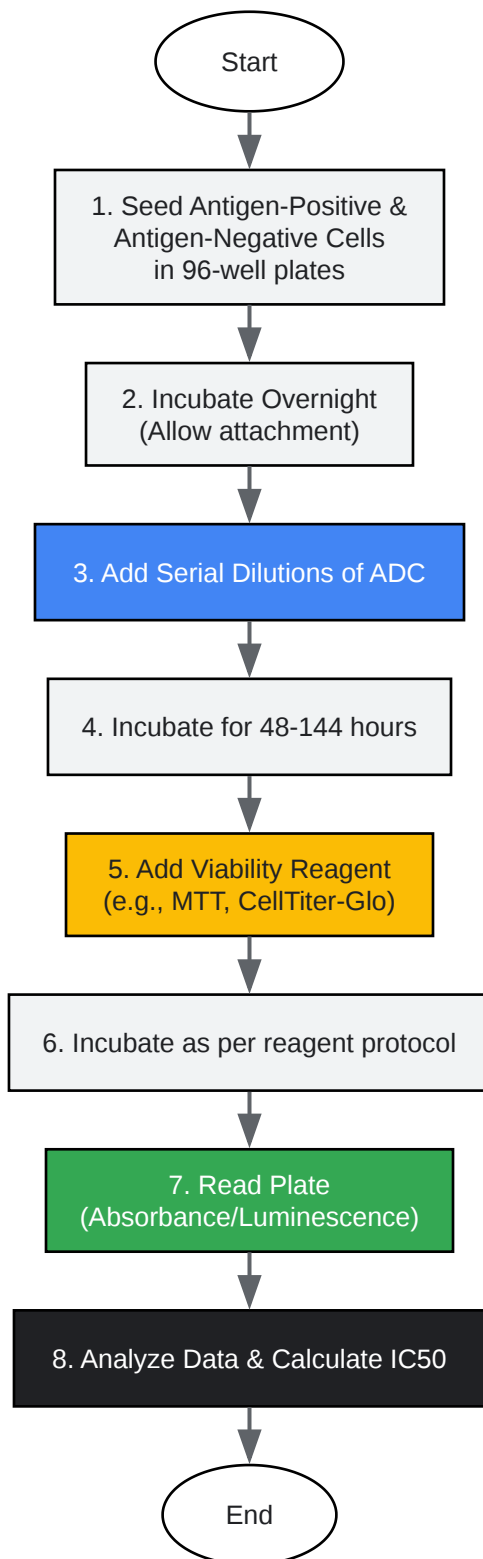 Start
1. Seed Antigen-Positive &
Antigen-Negative Cells
in 96-well plates
2. Incubate Overnight
(Allow attachment)
3. Add Serial Dilutions of ADC
4. Incubate for 48-144 hours
5. Add Viability Reagent
(e.g., MTT, CellTiter-Glo)
6. Incubate as per reagent protocol
7. Read Plate
(Absorbance/Luminescence)
8. Analyze Data & Calculate IC50
End